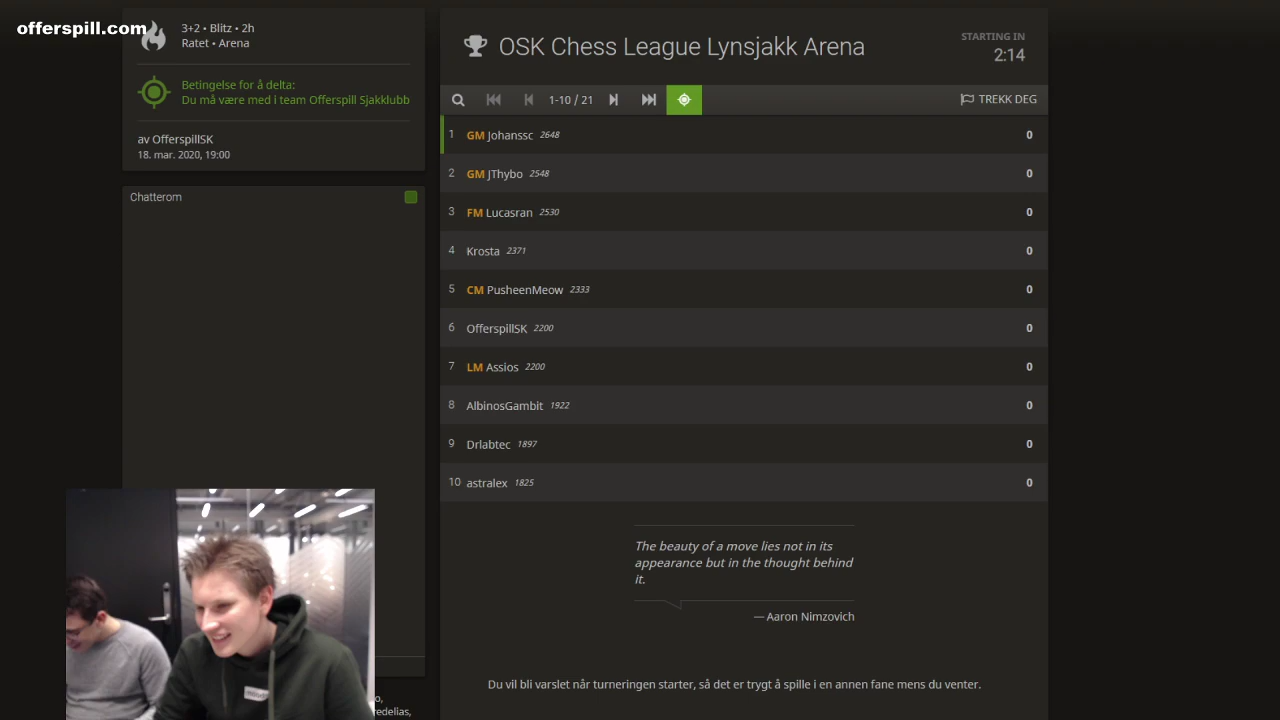 offerspill.com
3+2 • Blitz • 2h
Ratet • Arena
Betingelse for å delta:
Du må være med i team Offerspill Sjakklubb
av OfferspillSK
18. mar. 2020, 19:00
Chatterom
OSK Chess League Lynsjakk Arena
STARTING IN
2:14
1-10 / 21
TREKK DEG
1 GM Johanssc 2648 0
2 GM JThybo 2548 0
3 FM Lucasran 2530 0
4 Krosta 2371 0
5 CM PusheenMeow 2333 0
6 OfferspillSK 2200 0
7 LM Assios 2200 0
8 AlbinosGambit 1922 0
9 Drlabtec 1897 0
10 astralex 1825 0
The beauty of a move lies not in its
appearance but in the thought behind
it.
— Aaron Nimzovich
Du vil bli varslet når turneringen starter, så det er trygt å spille i en annen fane mens du venter.